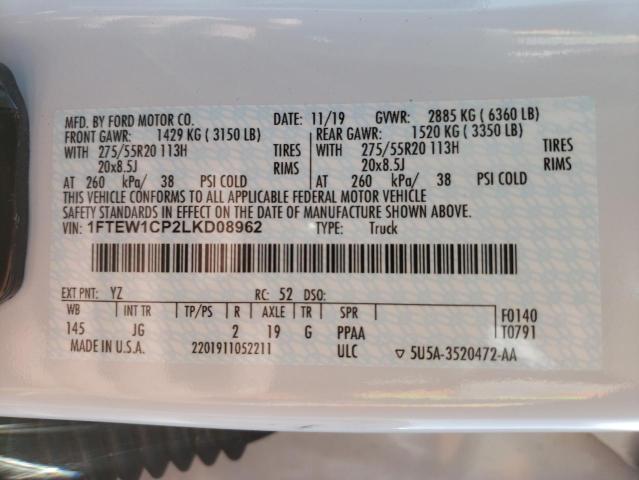 MFD. BY FORD MOTOR CO. DATE: 11/19 GVWR: 2885 KG ( 6360 LB)
FRONT GAWR: 1429 KG ( 3150 LB) REAR GAWR: 1520 KG ( 3350 LB)
WITH 275/55R20 113H TIRES WITH 275/55R20 113H TIRES
20x8.5J RIMS 20x8.5J RIMS
AT 260 kPa/ 38 PSI COLD AT 260 kPa/ 38 PSI COLD
THIS VEHICLE CONFORMS TO ALL APPLICABLE FEDERAL MOTOR VEHICLE
SAFETY STANDARDS IN EFFECT ON THE DATE OF MANUFACTURE SHOWN ABOVE.
VIN: 1FTEW1CP2LKD08962 TYPE: Truck
EXT PNT: YZ RC: 52 DSO:
WB INT TR TP/PS R AXLE TR SPR F0140
145 JG 2 19 G PPAA T0791
MADE IN U.S.A. 2201911052211 ULC ▽ 5U5A-3520472-AA